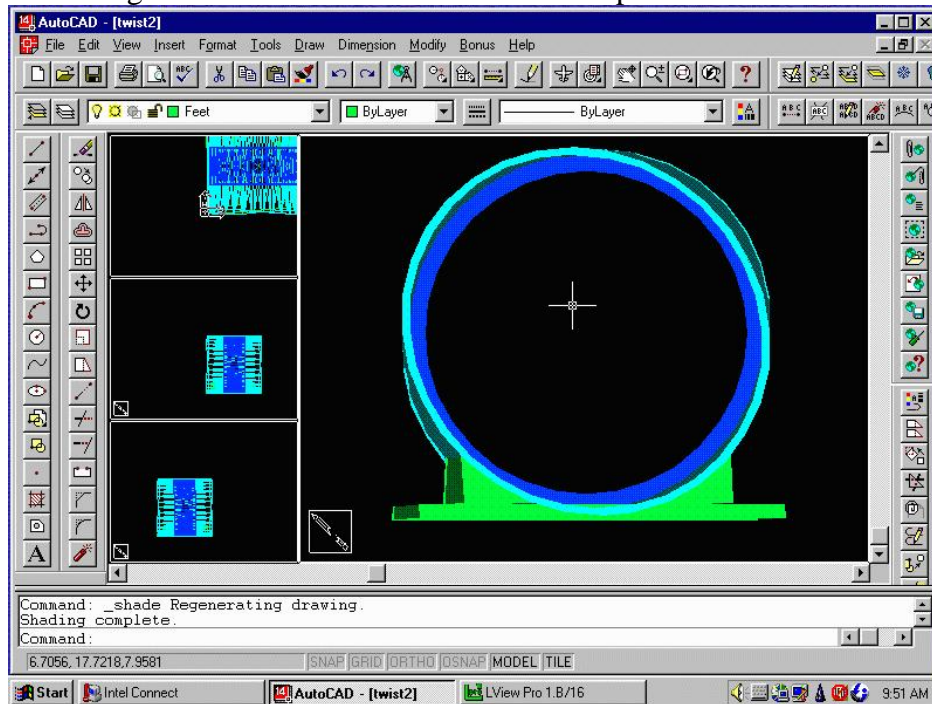 AutoCAD - [twist2]
File Edit View Insert Format Tools Draw Dimension Modify Bonus Help
Feet ByLayer ByLayer
Command: _shade Regenerating drawing.
Shading complete.
Command:
6.7056, 17.7218,7.9581 SNAP GRID ORTHO OSNAP MODEL TILE
Start Intel Connect AutoCAD - [twist2] LView Pro 1.B/16 9:51 AM